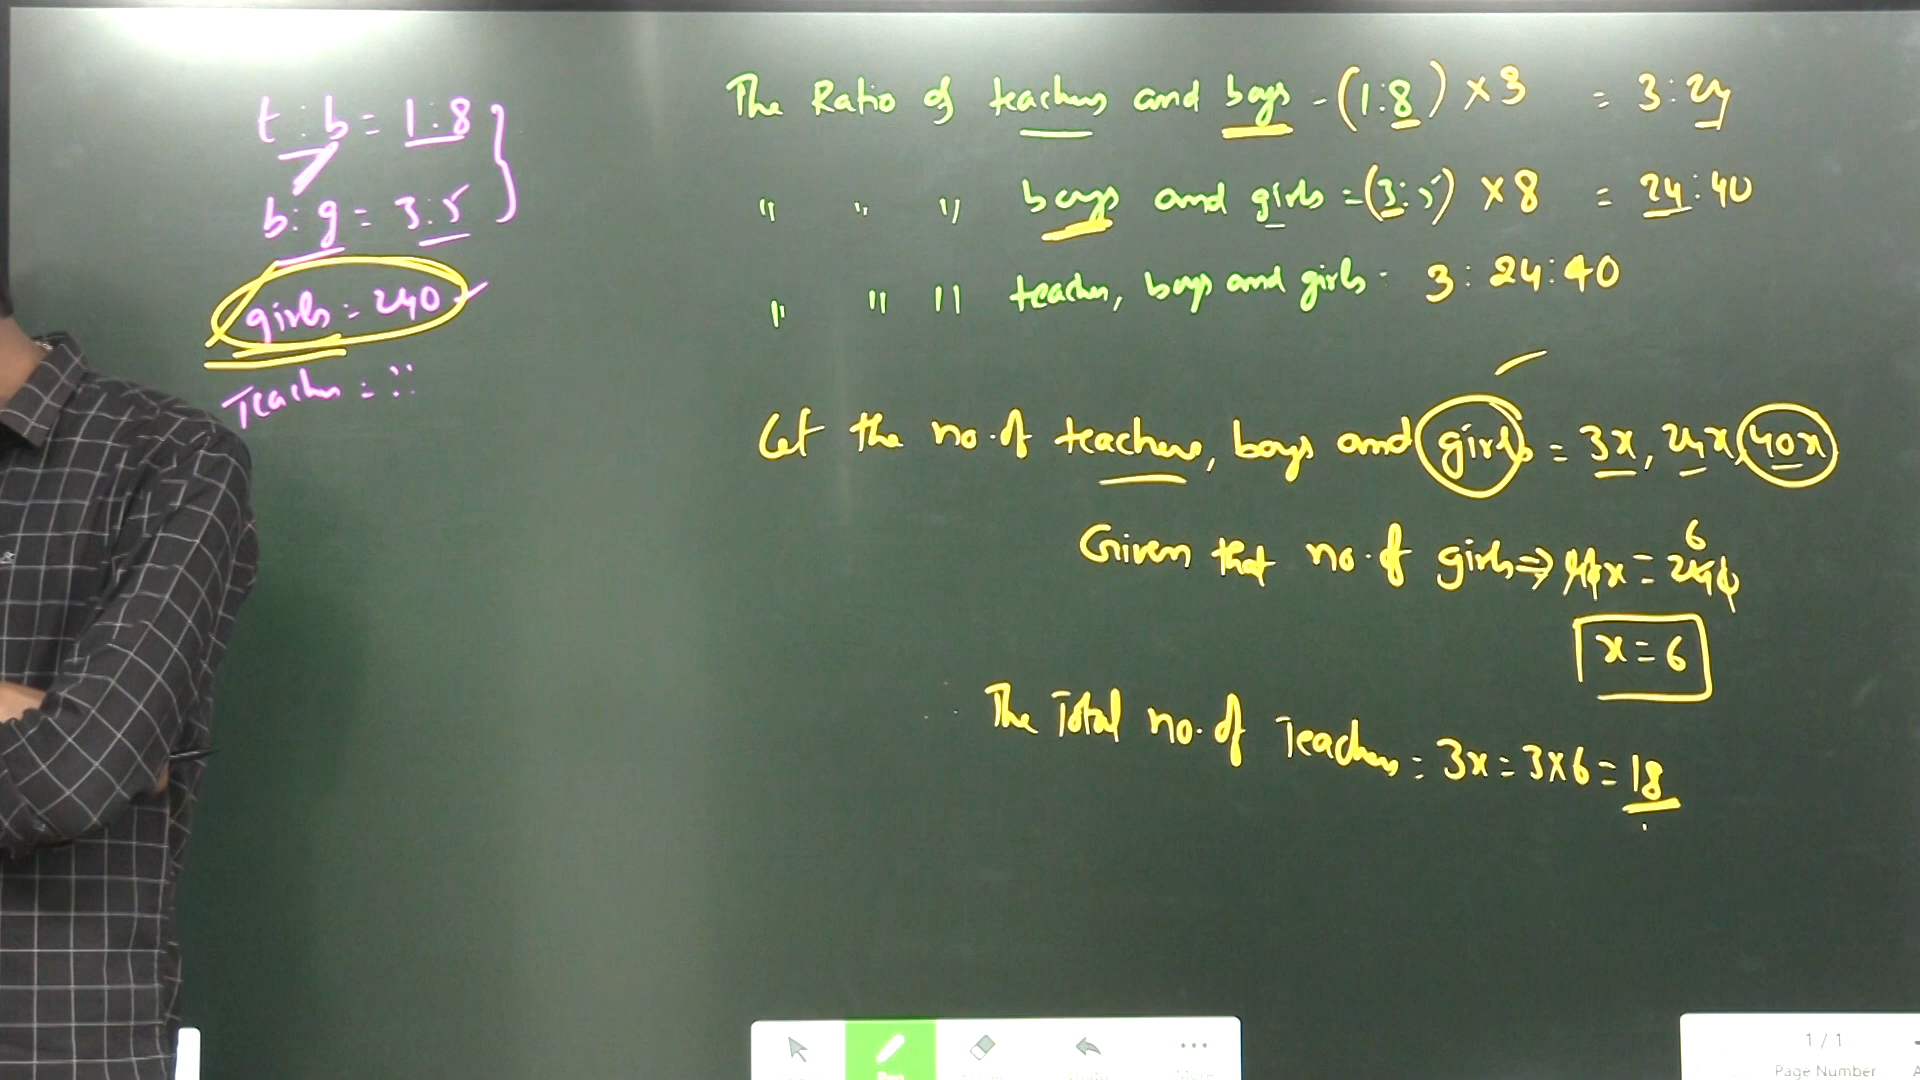 t : b = 1:8
b : g = 3:5
girls = 240
Teacher = ??
The Ratio of teachers and boys - (1:8) × 3 = 3:24
" " " boys and girls = (3:5) × 8 = 24:40
" " " teacher, boys and girls = 3 : 24 : 40
Let the no. of teachers, boys and girls = 3x, 24x, 40x
Given that no. of girls ⇒ 40x = 240 6
x = 6
The Total no. of Teachers = 3x = 3×6 = 18
1 / 1
Page Number